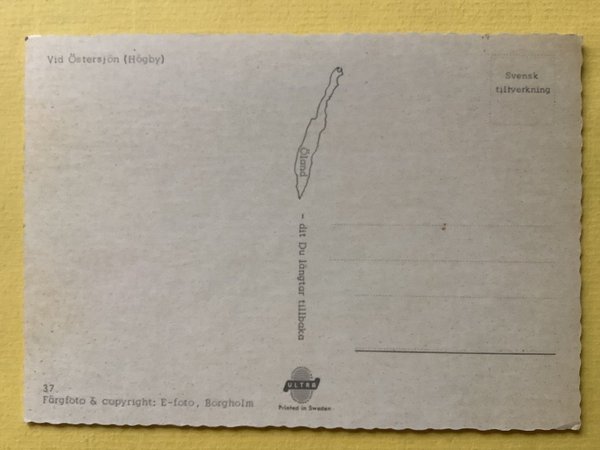 Vid Östersjön (Högby)
Svensk
tillverkning
Öland
- dit Du längtar tillbaka
37.
Färgfoto & copyright: E-foto, Borgholm
ULTRA
Printed in Sweden